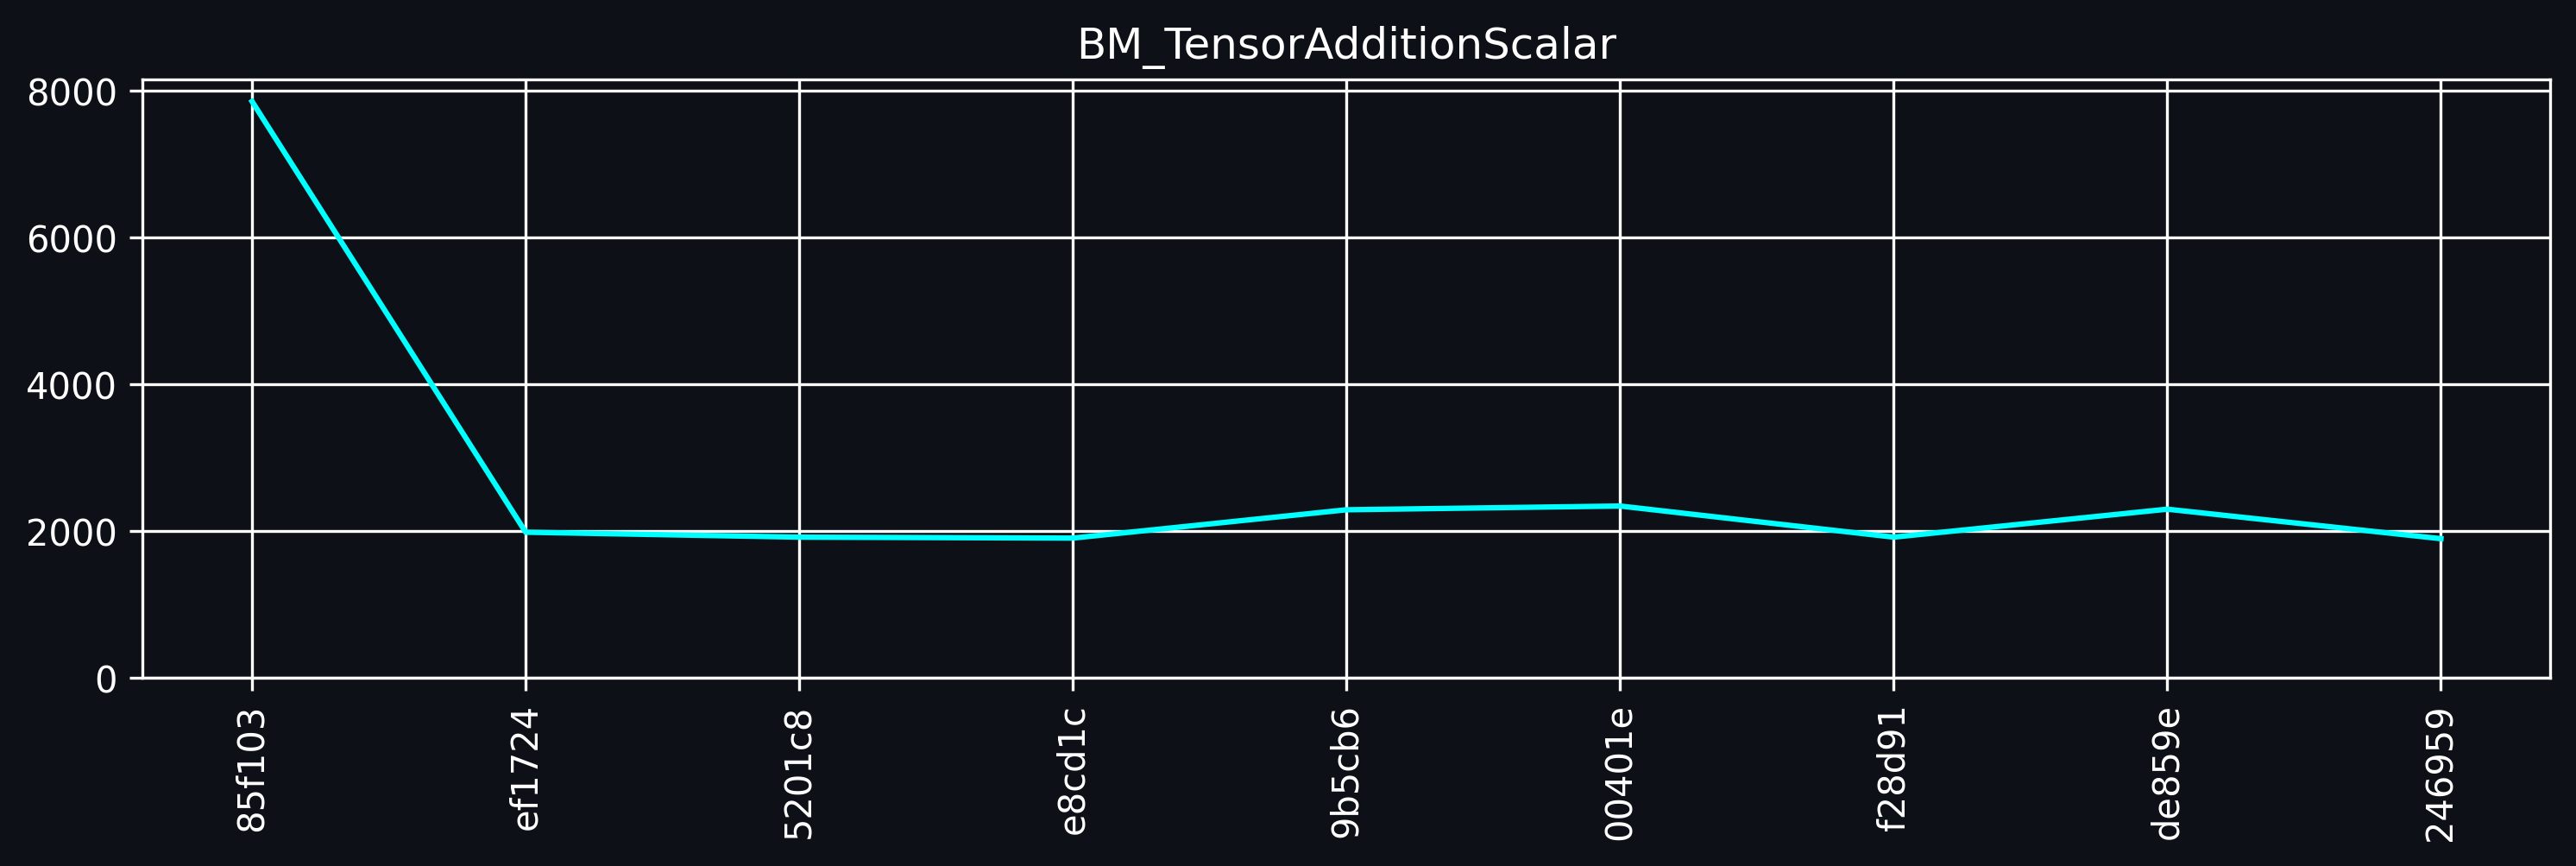 BM_TensorAdditionScalar
8000
6000
4000
2000
0
85f103
ef1724
5201c8
e8cd1c
9b5cb6
00401e
f28d91
de859e
246959